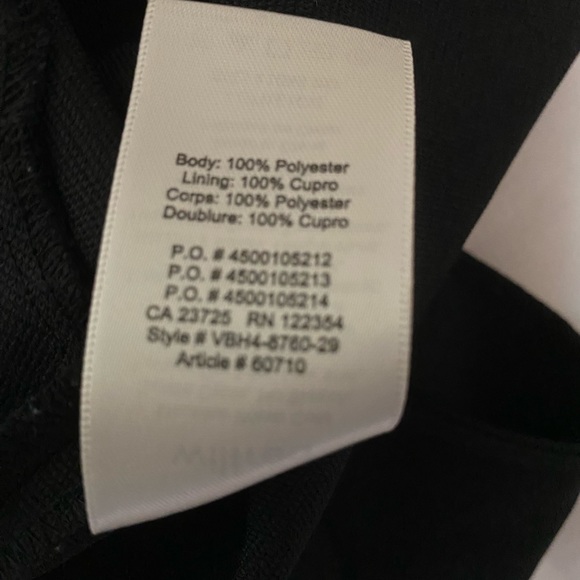 Body: 100% Polyester
Lining: 100% Cupro
Corps: 100% Polyester
Doublure: 100% Cupro
P.O. # 4500105212
P.O. # 4500105213
P.O. # 4500105214
CA 23725 RN 122354
Style # VBH4-8760-29
Article # 60710